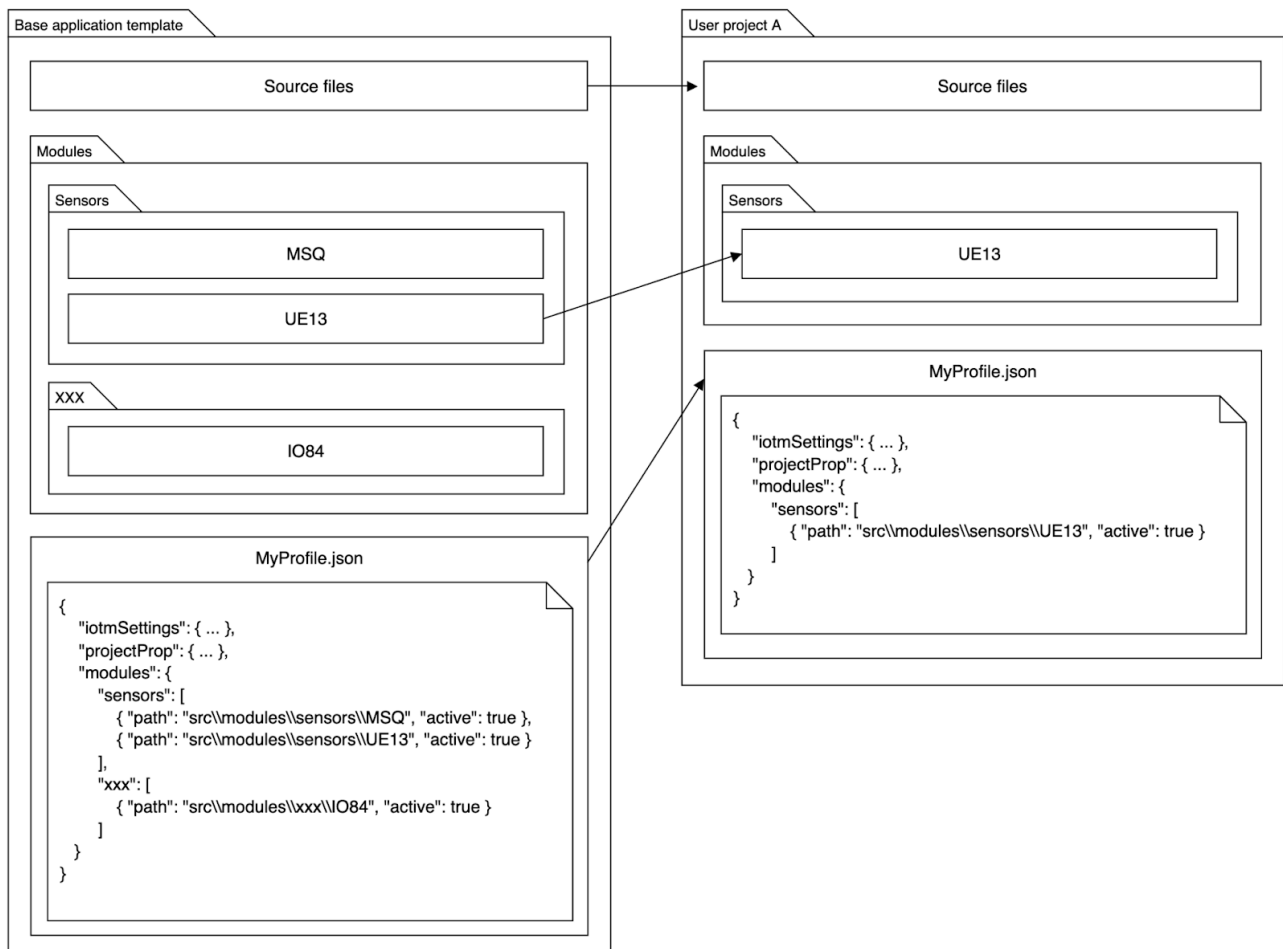 Base application template
Source files
Modules
Sensors
MSQ
UE13
XXX
IO84
MyProfile.json
{
"iotmSettings": { ... },
"projectProp": { ... },
"modules": {
"sensors": [
{ "path": "src\\modules\\sensors\\MSQ", "active": true },
{ "path": "src\\modules\\sensors\\UE13", "active": true }
],
"xxx": [
{ "path": "src\\modules\\xxx\\IO84", "active": true }
]
}
}
User project A
Source files
Modules
Sensors
UE13
MyProfile.json
{
"iotmSettings": { ... },
"projectProp": { ... },
"modules": {
"sensors": [
{ "path": "src\\modules\\sensors\\UE13", "active": true }
]
}
}